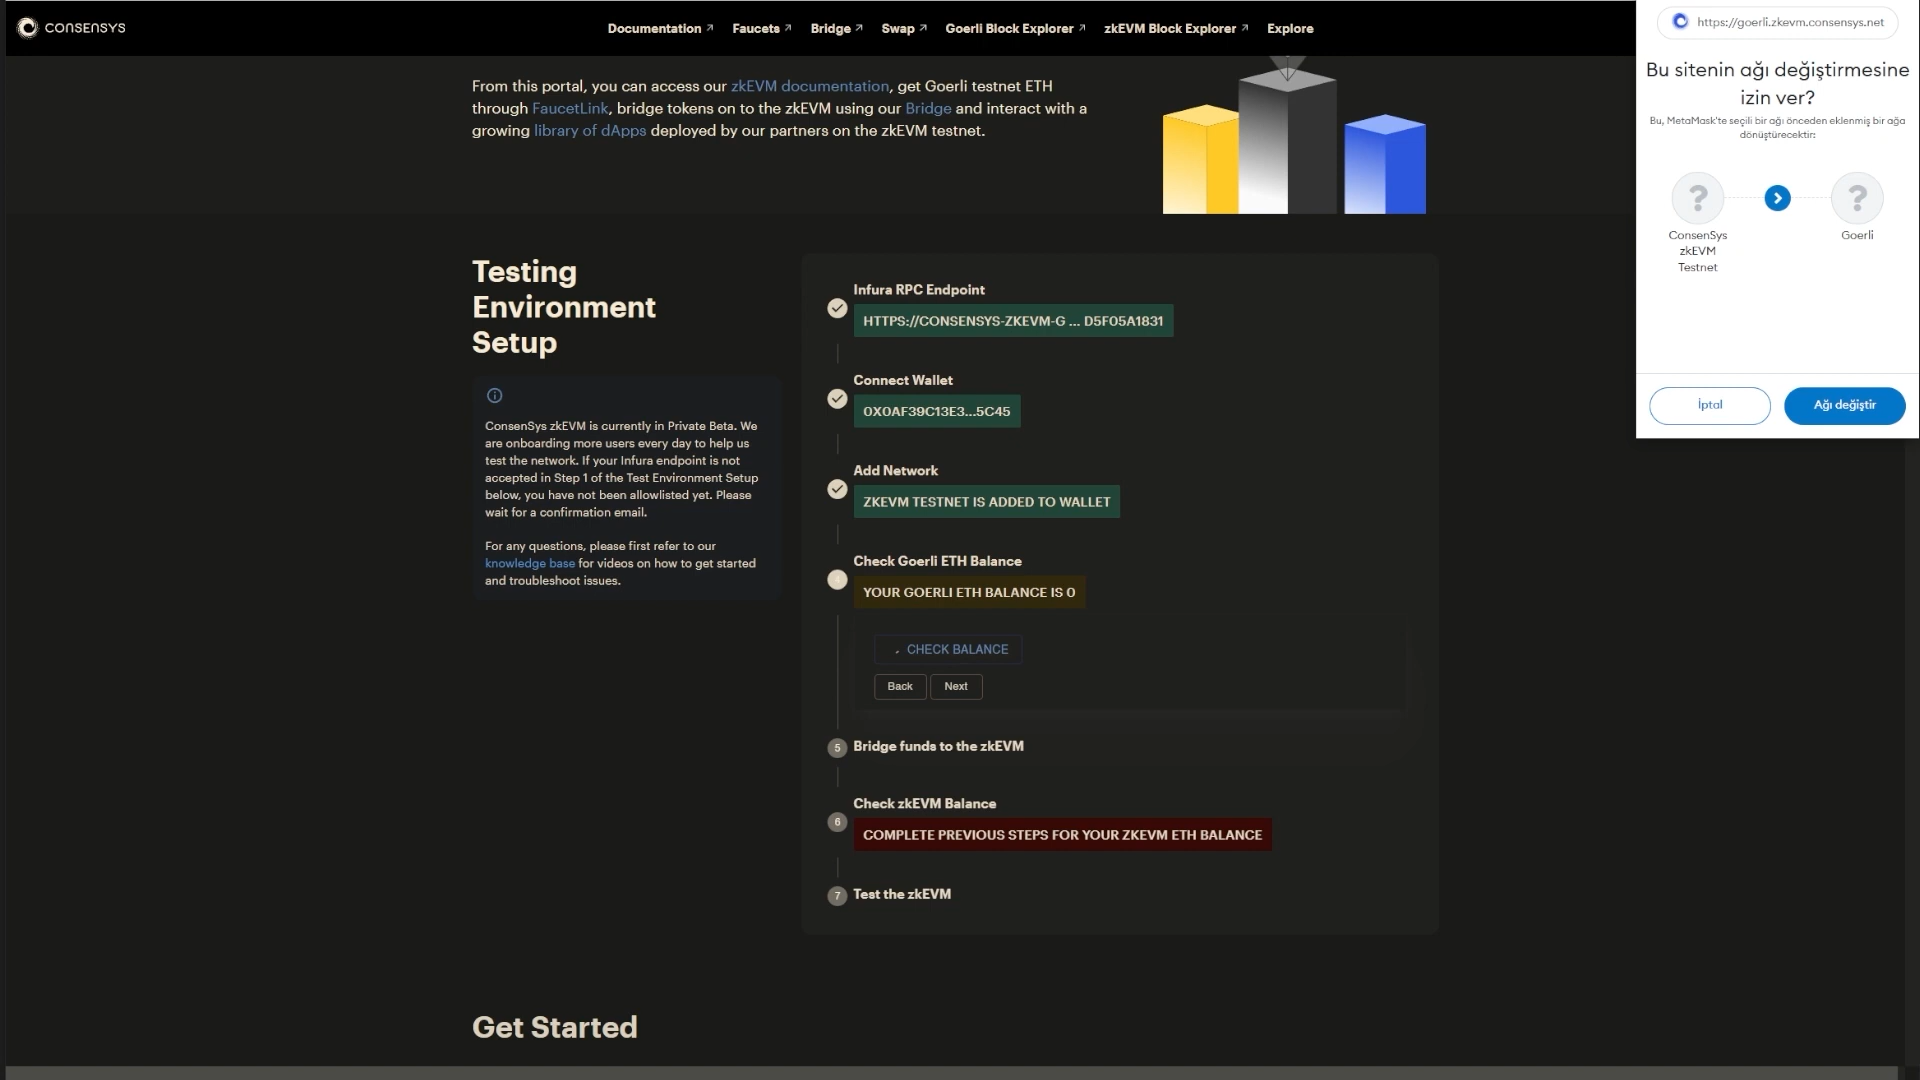 CONSENSYS
Documentation
Faucets
Bridge
Swap
Goerli Block Explorer
zkEVM Block Explorer
Explore
From this portal, you can access our zkEVM documentation, get Goerli testnet ETH
through FaucetLink, bridge tokens on to the zkEVM using our Bridge and interact with a
growing library of dApps deployed by our partners on the zkEVM testnet.
Testing
Environment
Setup
ConsenSys zkEVM is currently in Private Beta. We
are onboarding more users every day to help us
test the network. If your Infura endpoint is not
accepted in Step 1 of the Test Environment Setup
below, you have not been allowlisted yet. Please
wait for a confirmation email.
For any questions, please first refer to our
knowledge base for videos on how to get started
and troubleshoot issues.
Infura RPC Endpoint
HTTPS://CONSENSYS-ZKEVM-G ... D5F05A1831
Connect Wallet
0X0AF39C13E3...5C45
Add Network
ZKEVM TESTNET IS ADDED TO WALLET
Check Goerli ETH Balance
4
YOUR GOERLI ETH BALANCE IS 0
CHECK BALANCE
Back
Next
5
Bridge funds to the zkEVM
Check zkEVM Balance
6
COMPLETE PREVIOUS STEPS FOR YOUR ZKEVM ETH BALANCE
7
Test the zkEVM
Get Started
https://goerli.zkevm.consensys.net
Bu sitenin ağı değiştirmesine
izin ver?
Bu, MetaMask'te seçili bir ağı önceden eklenmiş bir ağa
dönüştürecektir:
?
?
ConsenSys
zkEVM
Testnet
Goerli
İptal
Ağı değiştir